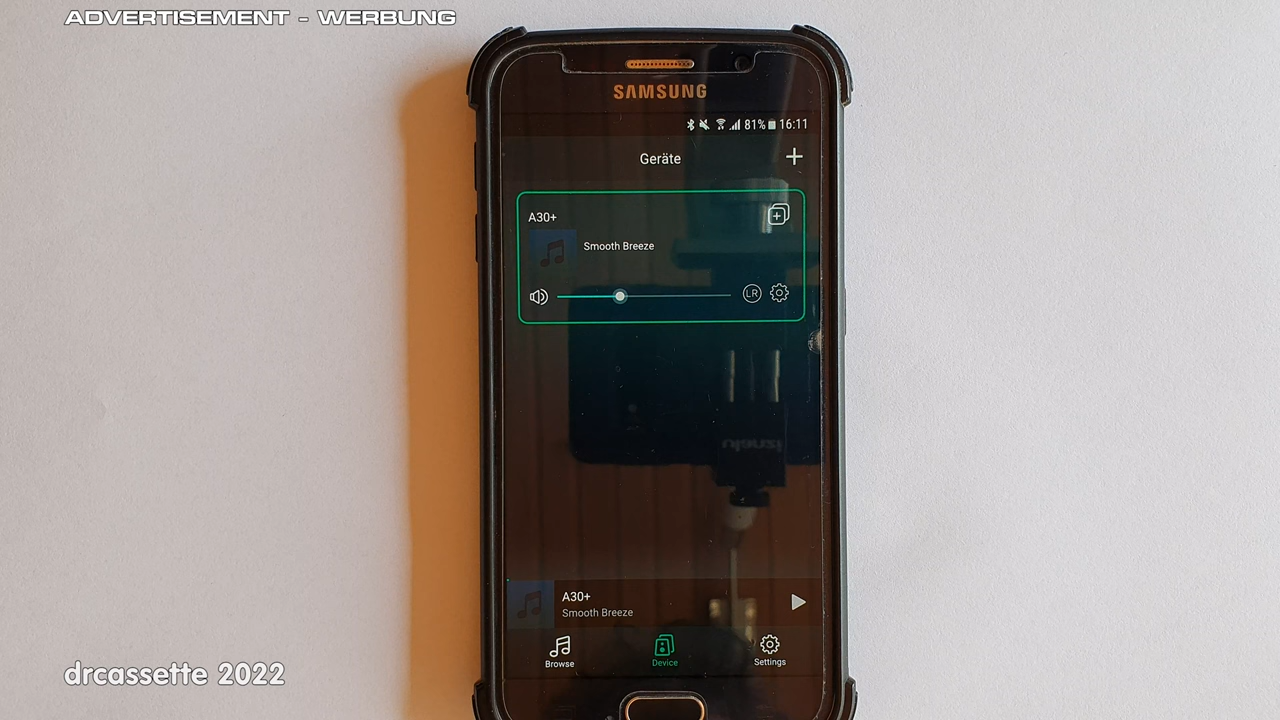 ADVERTISEMENT - WERBUNG
SAMSUNG
81% 16:11
Geräte
A30+
Smooth Breeze
LR
ulanzi
A30+
Smooth Breeze
Browse
Device
Settings
drcassette 2022